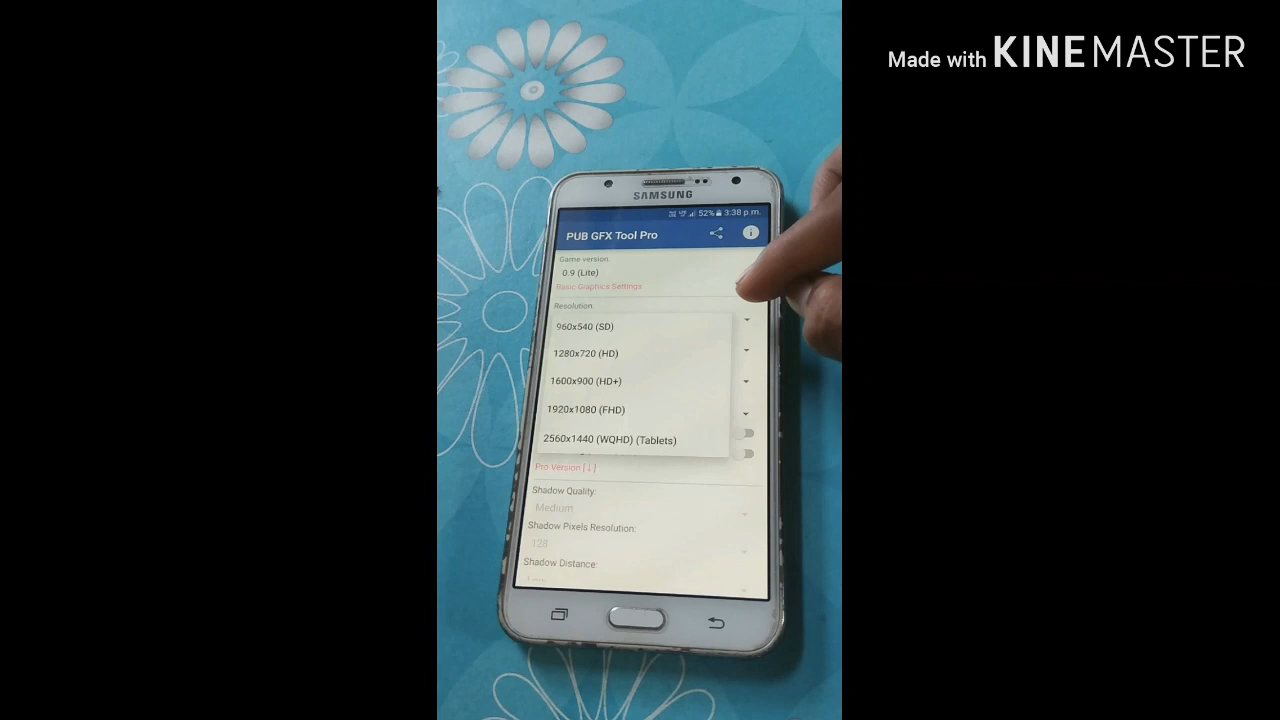 Made with KINEMASTER
SAMSUNG
52% 3:38 p.m.
PUB GFX Tool Pro
Game version:
0.9 (Lite)
Basic Graphics Settings
Resolution:
960x540 (SD)
1280x720 (HD)
1600x900 (HD+)
1920x1080 (FHD)
2560x1440 (WQHD) (Tablets)
Pro Version [↓]
Shadow Quality:
Medium
Shadow Pixels Resolution:
128
Shadow Distance: